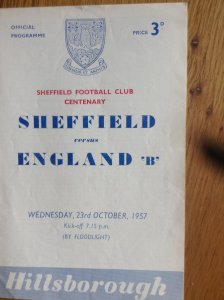 OFFICIAL
PROGRAMME
PRICE 3D
SHEFFIELD FOOTBALL CLUB
CENTENARY
SHEFFIELD
versus
ENGLAND 'B'
WEDNESDAY, 23rd OCTOBER, 1957
Kick-off 7.15 p.m.
(BY FLOODLIGHT)
Hillsborough